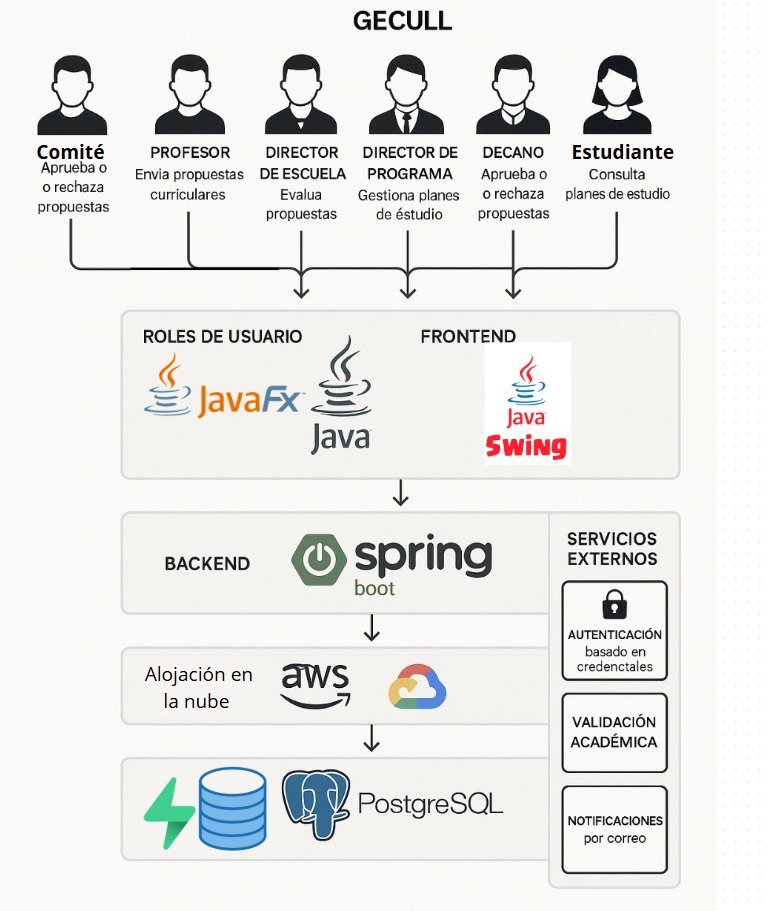 GECULL
Comité
Aprueba o
o rechaza
propuestas
PROFESOR
Envia propuestas
curriculares
DIRECTOR
DE ESCUELA
Evalua
propuestas
DIRECTOR DE
PROGRAMA
Gestiona planes
de éstudio
DECANO
Aprueba o
o rechaza
propuestas
Estudiante
Consulta
planes de estudio
ROLES DE USUARIO
FRONTEND
JavaFx
Java
Java
Swing
BACKEND
spring
boot
SERVICIOS
EXTERNOS
AUTENTICACIÓN
basado en
credenctales
Alojación en
la nube
aws
VALIDACIÓN
ACADÉMICA
PostgreSQL
NOTIFICACIONES
por correo